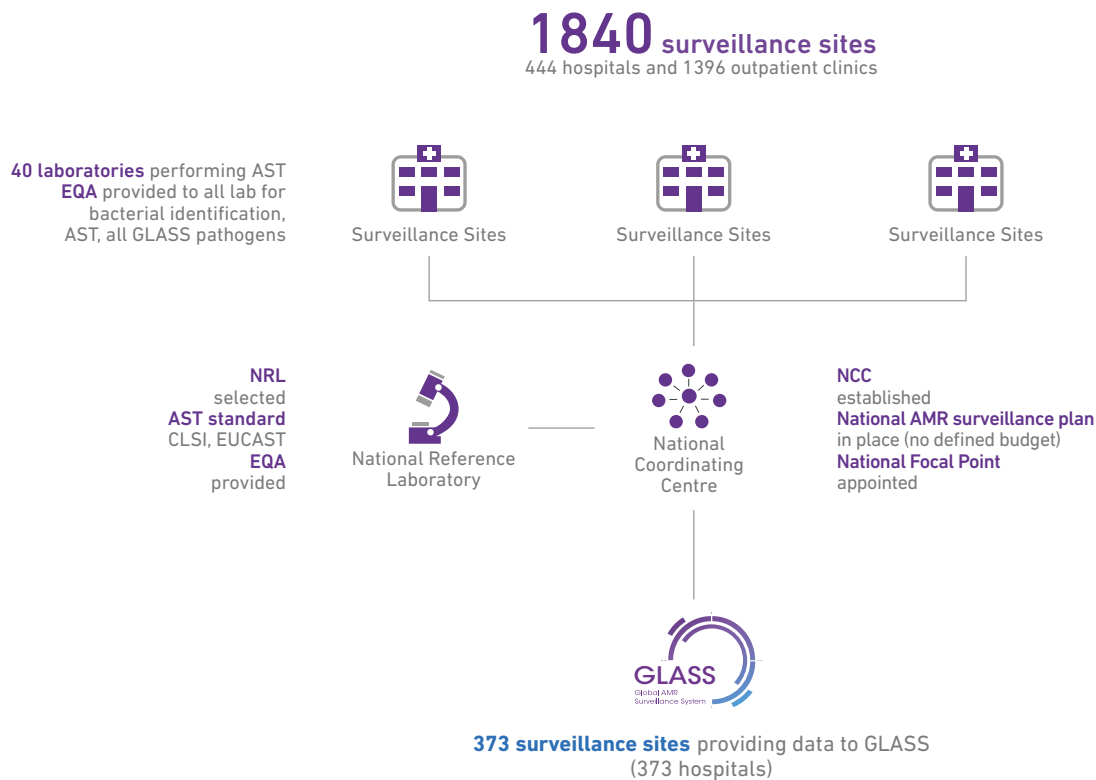 1840 surveillance sites
444 hospitals and 1396 outpatient clinics
40 laboratories performing AST
EQA provided to all lab for
bacterial identification,
AST, all GLASS pathogens
Surveillance Sites
Surveillance Sites
Surveillance Sites
NRL
selected
AST standard
CLSI, EUCAST
EQA
provided
National Reference
Laboratory
National
Coordinating
Centre
NCC
established
National AMR surveillance plan
in place (no defined budget)
National Focal Point
appointed
GLASS
Global AMR
Surveillance System
373 surveillance sites providing data to GLASS
(373 hospitals)